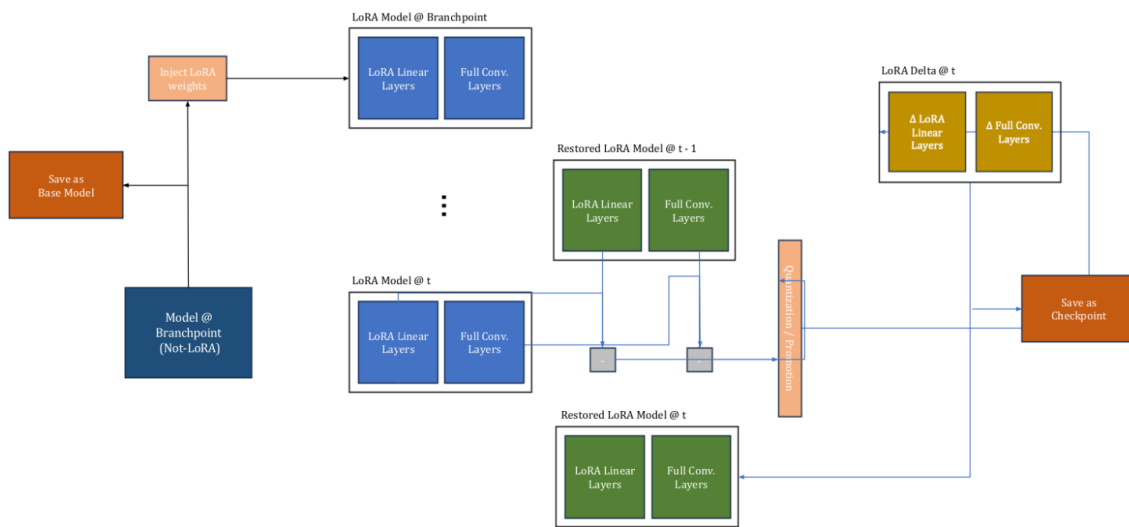 LoRA Model @ Branchpoint
LoRA Linear
Layers
Full Conv.
Layers
Inject LoRA
weights
LoRA Delta @ t
Δ LoRA
Linear
Layers
Δ Full Conv.
Layers
Save as
Base Model
Restored LoRA Model @ t - 1
LoRA Linear
Layers
Full Conv.
Layers
...
Quantization / Promotion
LoRA Model @ t
LoRA Linear
Layers
Full Conv.
Layers
Model @
Branchpoint
(Not-LoRA)
Save as
Checkpoint
-
-
Restored LoRA Model @ t
LoRA Linear
Layers
Full Conv.
Layers